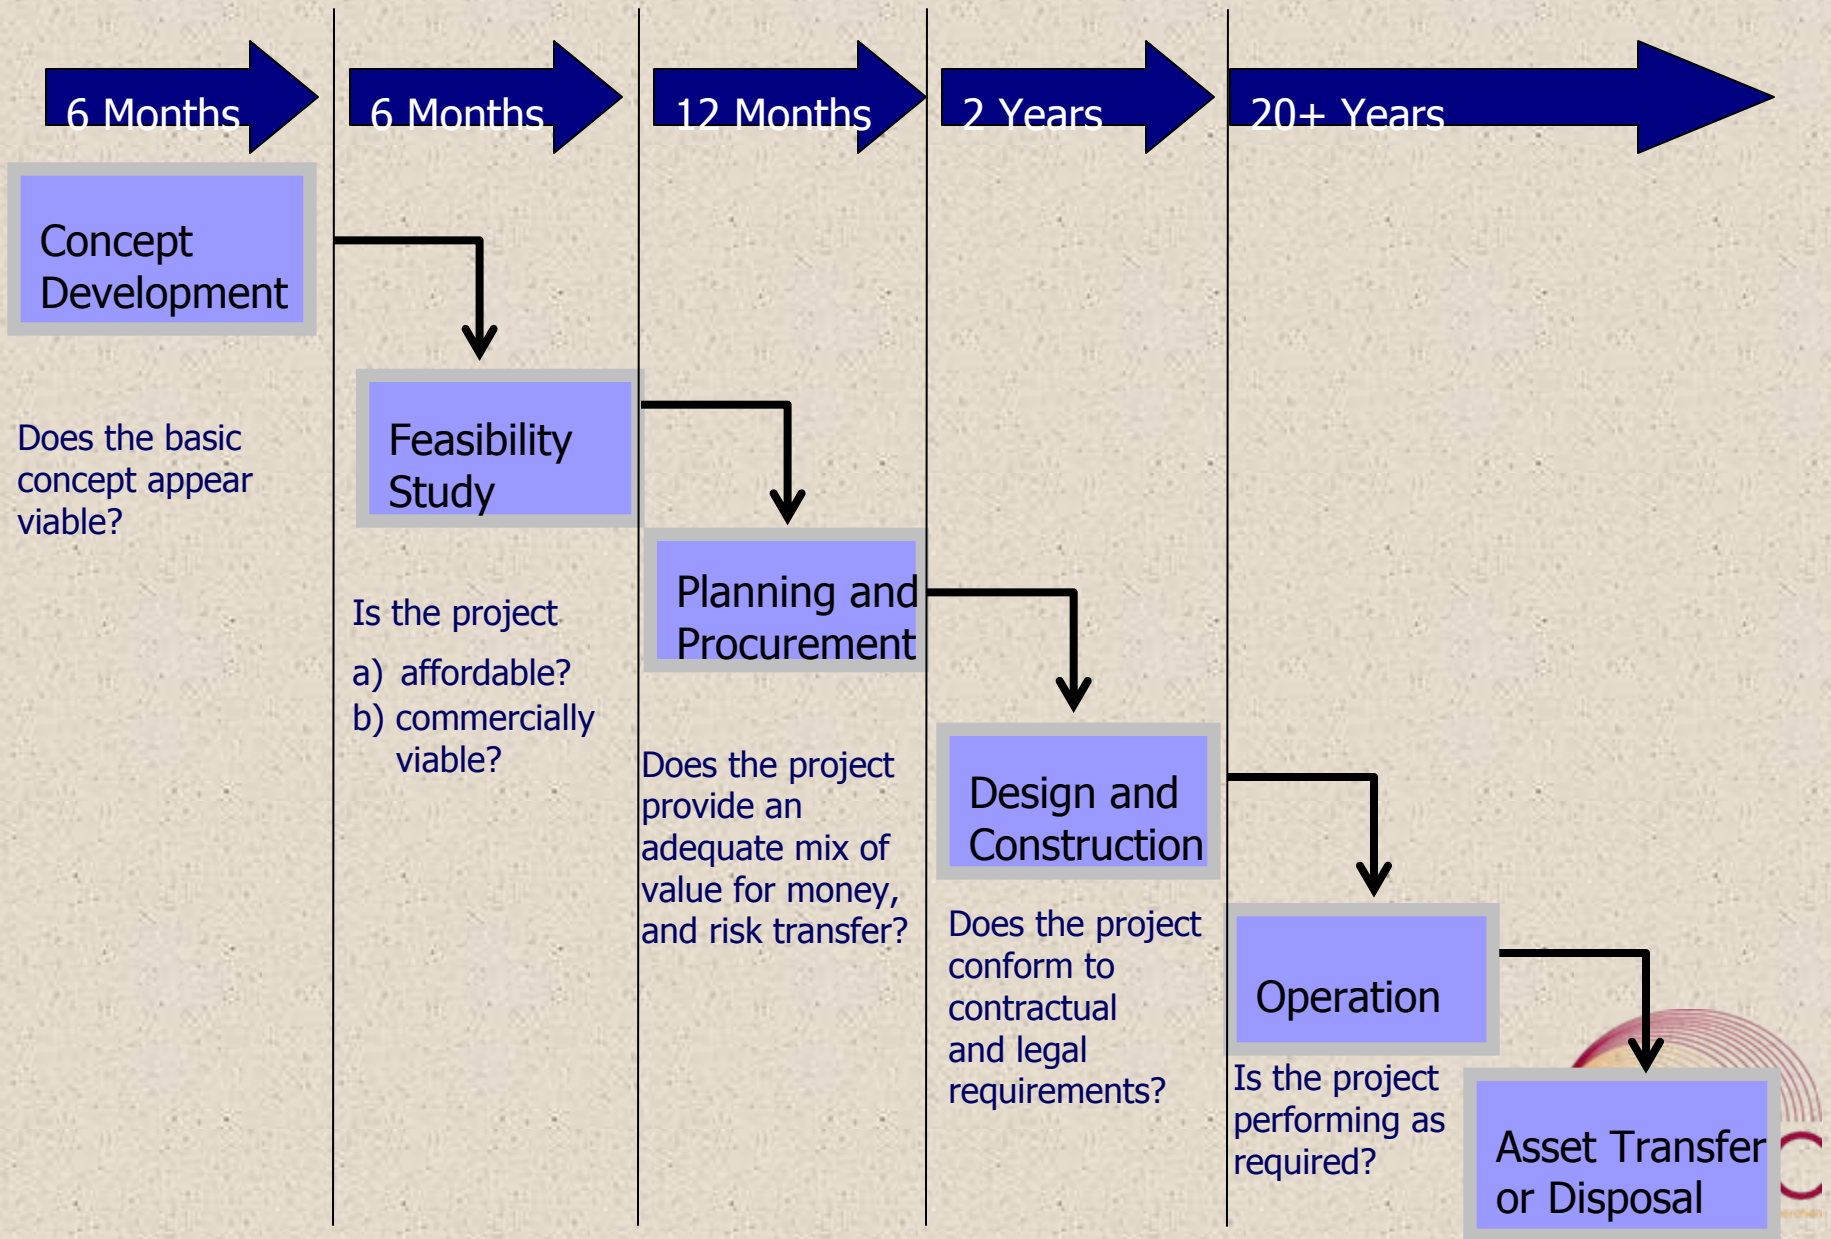 6 Months
6 Months
12 Months
2 Years
20+ Years
Concept
Development
Does the basic
concept appear
viable?
Feasibility
Study
Is the project
a) affordable?
b) commercially
viable?
Planning and
Procurement
Does the project
provide an
adequate mix of
value for money,
and risk transfer?
Design and
Construction
Does the project
conform to
contractual
and legal
requirements?
Operation
Is the project
performing as
required?
Asset Transfer
or Disposal
C